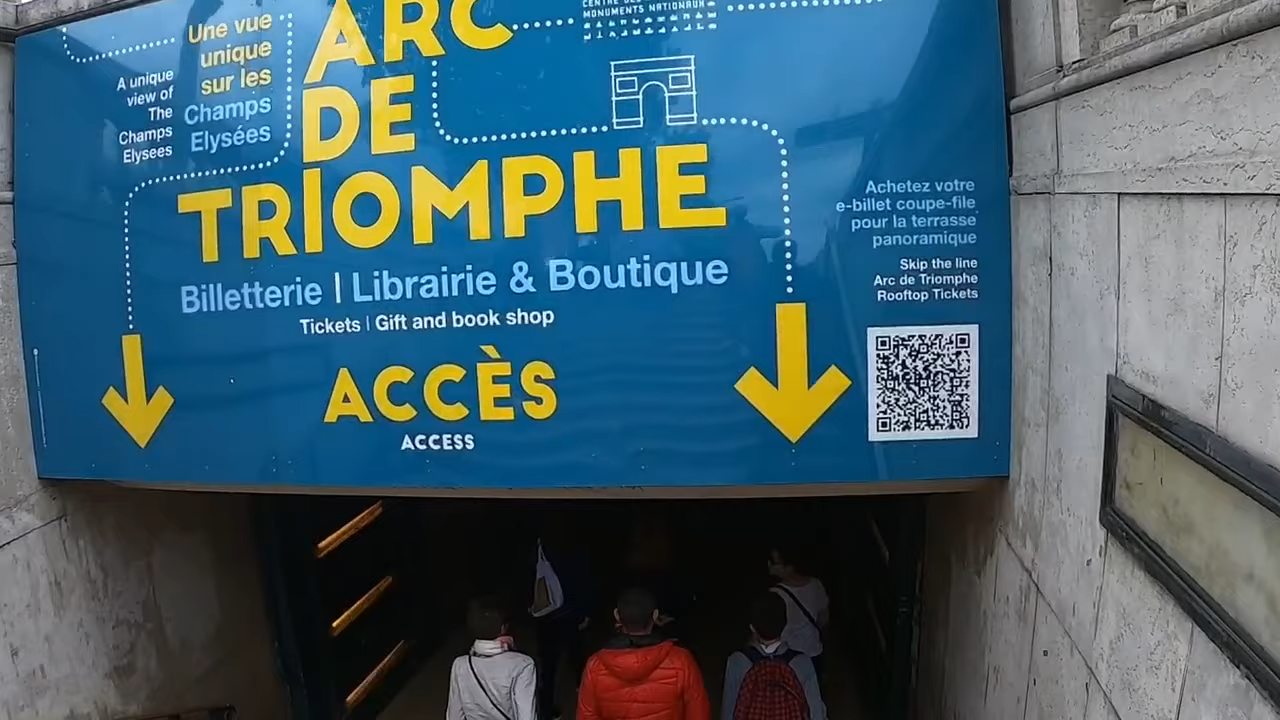 Une vue
unique
sur les
Champs
Elysées
A unique
view of
The
Champs
Elysees
ARC
DE
TRIOMPHE
MONUMENTS NATIONAUX
Billetterie | Librairie & Boutique
Tickets | Gift and book shop
ACCÈS
ACCESS
Achetez votre
e-billet coupe-file
pour la terrasse
panoramique
Skip the line
Arc de Triomphe
Rooftop Tickets